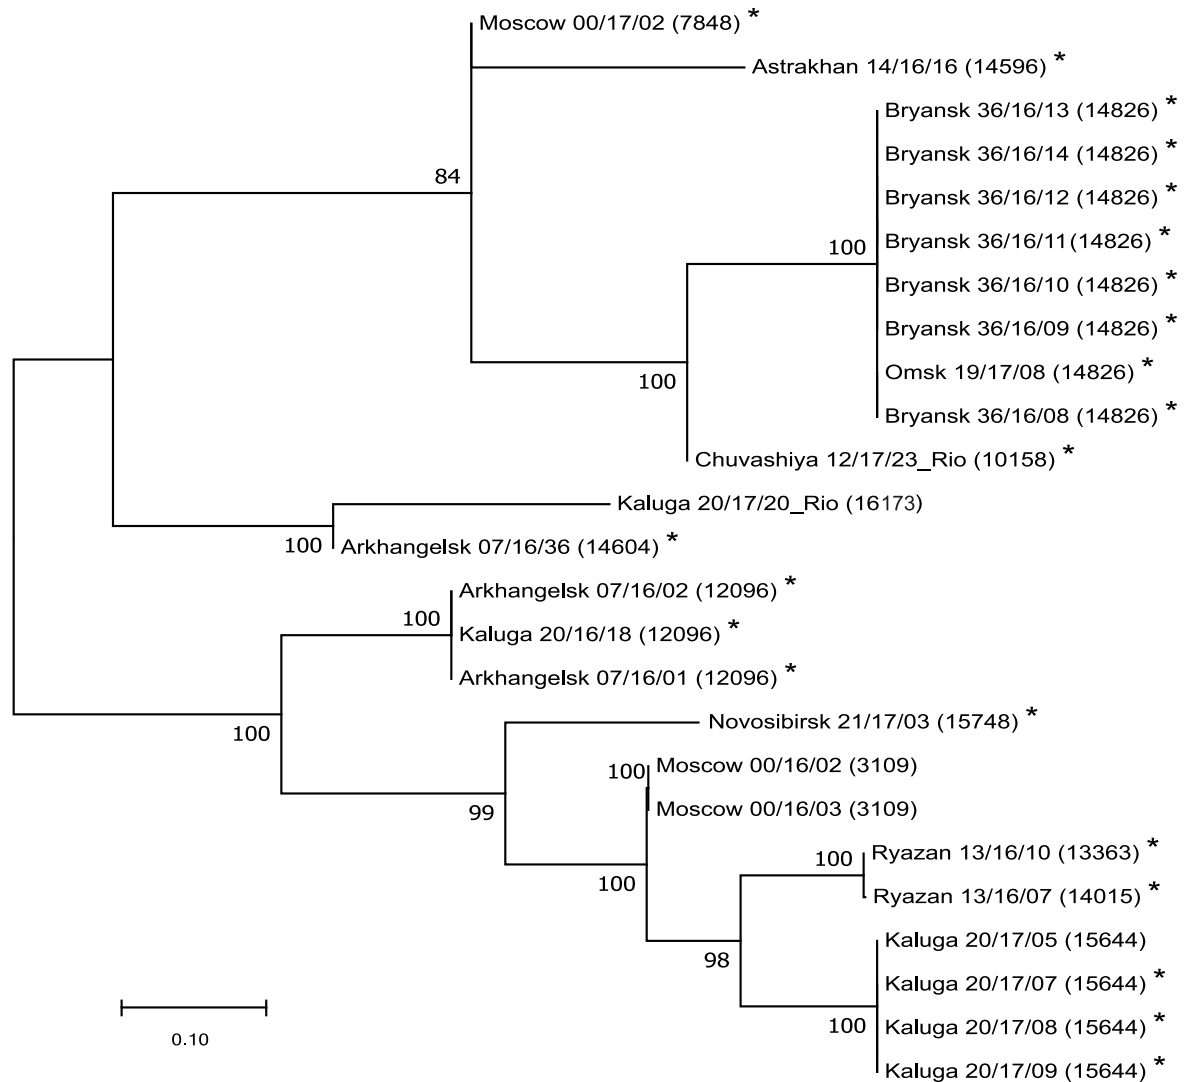 Moscow 00/17/02 (7848) *
Astrakhan 14/16/16 (14596) *
Bryansk 36/16/13 (14826) *
Bryansk 36/16/14 (14826) *
84
Bryansk 36/16/12 (14826) *
100
Bryansk 36/16/11(14826) *
Bryansk 36/16/10 (14826) *
Bryansk 36/16/09 (14826) *
100
Omsk 19/17/08 (14826) *
Bryansk 36/16/08 (14826) *
Chuvashiya 12/17/23_Rio (10158) *
Kaluga 20/17/20_Rio (16173)
100
Arkhangelsk 07/16/36 (14604) *
Arkhangelsk 07/16/02 (12096) *
100
Kaluga 20/16/18 (12096) *
Arkhangelsk 07/16/01 (12096) *
100
Novosibirsk 21/17/03 (15748) *
100
Moscow 00/16/02 (3109)
99
Moscow 00/16/03 (3109)
100
Ryazan 13/16/10 (13363) *
100
Ryazan 13/16/07 (14015) *
98
Kaluga 20/17/05 (15644)
Kaluga 20/17/07 (15644) *
100
Kaluga 20/17/08 (15644) *
Kaluga 20/17/09 (15644) *
0.10